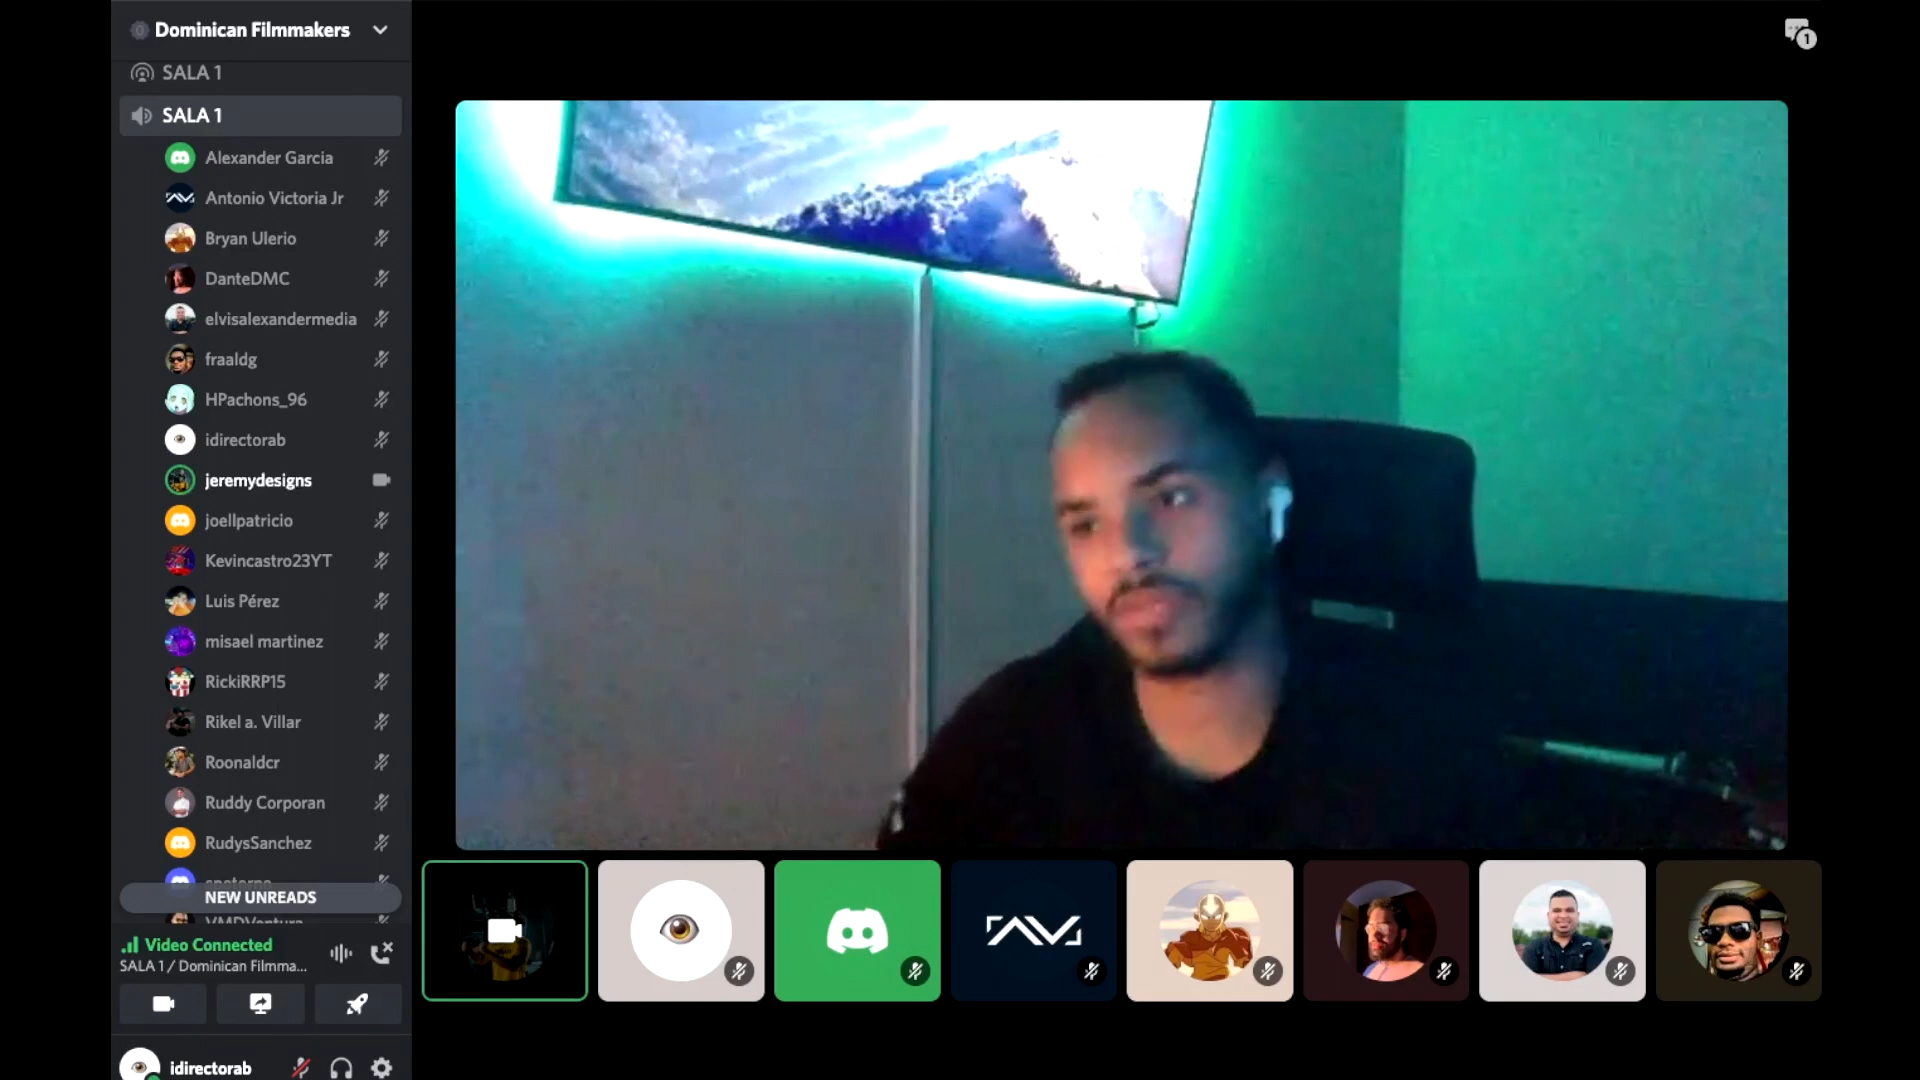 Dominican Filmmakers
SALA 1
SALA 1
Alexander Garcia
Antonio Victoria Jr
Bryan Ulerio
DanteDMC
elvisalexandermedia
fraaldg
HPachons_96
idirectorab
jeremydesigns
joellpatricio
Kevincastro23YT
Luis Pérez
misael martinez
RickiRRP15
Rikel a. Villar
Roonaldcr
Ruddy Corporan
RudysSanchez
NEW UNREADS
VMDVentura
Video Connected
SALA 1 / Dominican Filmma...
idirectorab
1